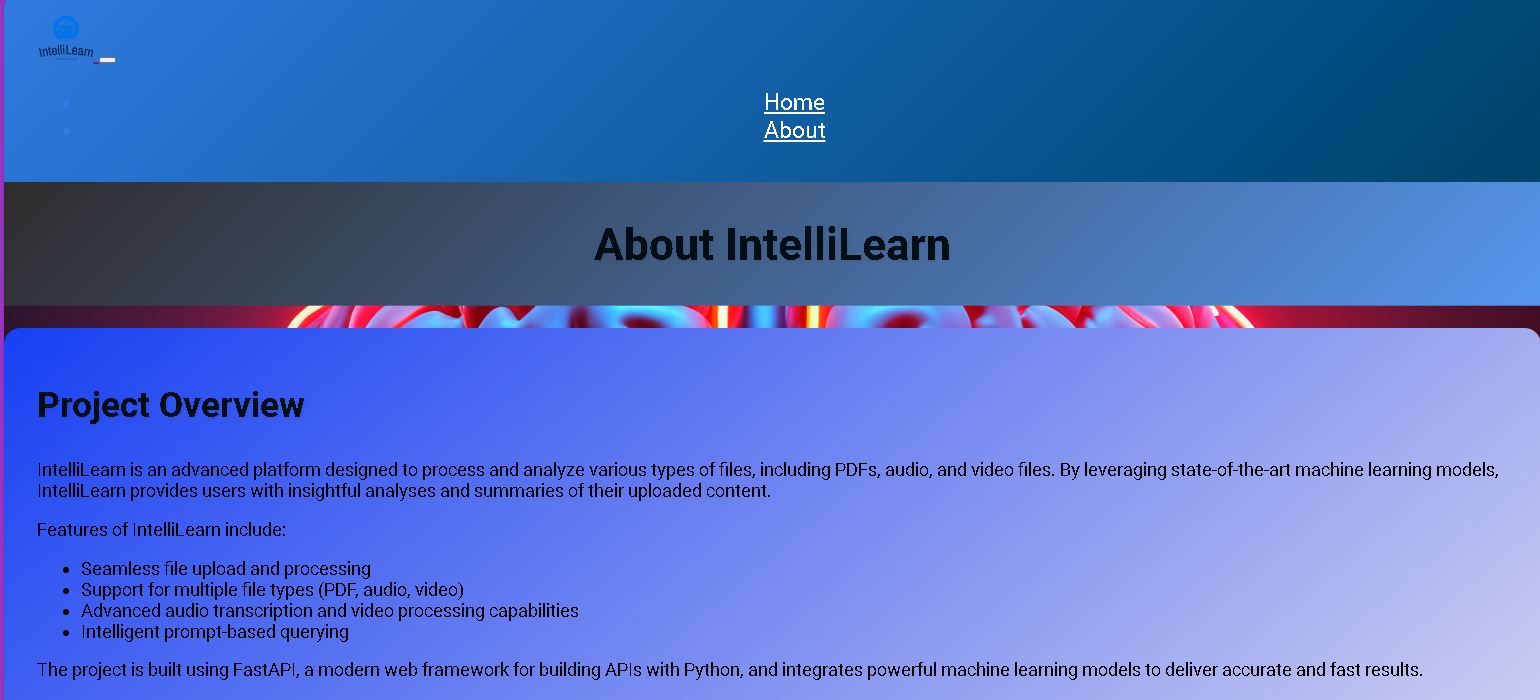 IntelliLearn
Home
About
About IntelliLearn
Project Overview
IntelliLearn is an advanced platform designed to process and analyze various types of files, including PDFs, audio, and video files. By leveraging state-of-the-art machine learning models,
IntelliLearn provides users with insightful analyses and summaries of their uploaded content.
Features of IntelliLearn include:
• Seamless file upload and processing
• Support for multiple file types (PDF, audio, video)
• Advanced audio transcription and video processing capabilities
• Intelligent prompt-based querying
The project is built using FastAPI, a modern web framework for building APIs with Python, and integrates powerful machine learning models to deliver accurate and fast results.